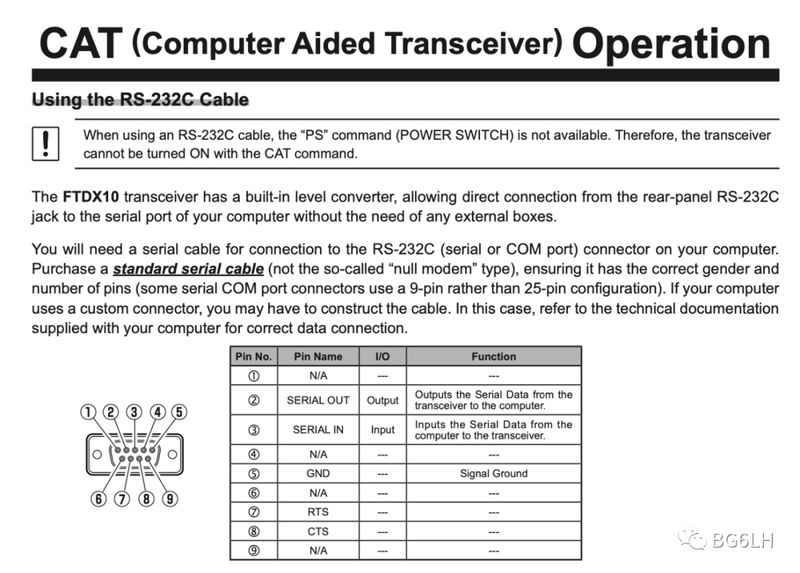 CAT (Computer Aided Transceiver) Operation
Using the RS-232C Cable
!
When using an RS-232C cable, the “PS” command (POWER SWITCH) is not available. Therefore, the transceiver
cannot be turned ON with the CAT command.
The FTDX10 transceiver has a built-in level converter, allowing direct connection from the rear-panel RS-232C
jack to the serial port of your computer without the need of any external boxes.
You will need a serial cable for connection to the RS-232C (serial or COM port) connector on your computer.
Purchase a standard serial cable (not the so-called “null modem” type), ensuring it has the correct gender and
number of pins (some serial COM port connectors use a 9-pin rather than 25-pin configuration). If your computer
uses a custom connector, you may have to construct the cable. In this case, refer to the technical documentation
supplied with your computer for correct data connection.
① ② ③ ④ ⑤
⑥ ⑦ ⑧ ⑨
Pin No. Pin Name I/O Function
① N/A --- ---
② SERIAL OUT Output Outputs the Serial Data from the
transceiver to the computer.
③ SERIAL IN Input Inputs the Serial Data from the
computer to the transceiver.
④ N/A --- ---
⑤ GND --- Signal Ground
⑥ N/A --- ---
⑦ RTS --- ---
⑧ CTS --- ---
⑨ N/A --- ---
BG6LH